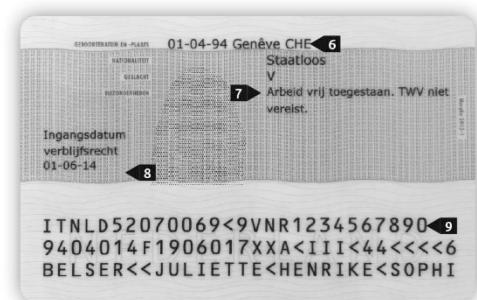 GEBOORTEDATUM EN -PLAATS 01-04-94 Genêve CHE 6
NATIONALITEIT Staatloos
GESLACHT V
BIJZONDERHEDEN 7 Arbeid vrij toegestaan. TWV niet
vereist.
Ingangsdatum
verblijfsrecht
01-06-14
8
ITNLD52070069<9VNR1234567890 9
9404014F1906017XXA<III<44<<<<6
BELSER<<JULIETTE<HENRIKE<SOPHI